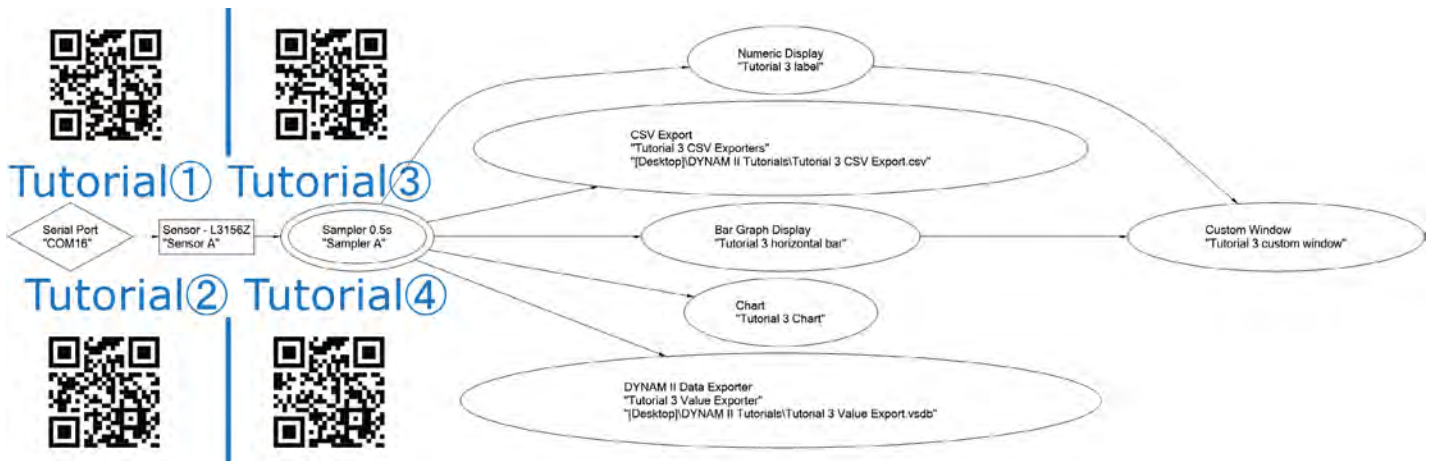 Tutorial①
Tutorial③
Numeric Display
"Tutorial 3 label"
CSV Export
"Tutorial 3 CSV Exporters"
"[Desktop]\DYNAM II Tutorials\Tutorial 3 CSV Export.csv"
Serial Port
"COM16"
Sensor - L3156Z
"Sensor A"
Sampler 0.5s
"Sampler A"
Bar Graph Display
"Tutorial 3 horizontal bar"
Custom Window
"Tutorial 3 custom window"
Tutorial②
Tutorial④
Chart
"Tutorial 3 Chart"
DYNAM II Data Exporter
"Tutorial 3 Value Exporter"
"[Desktop]\DYNAM II Tutorials\Tutorial 3 Value Export.vsdb"